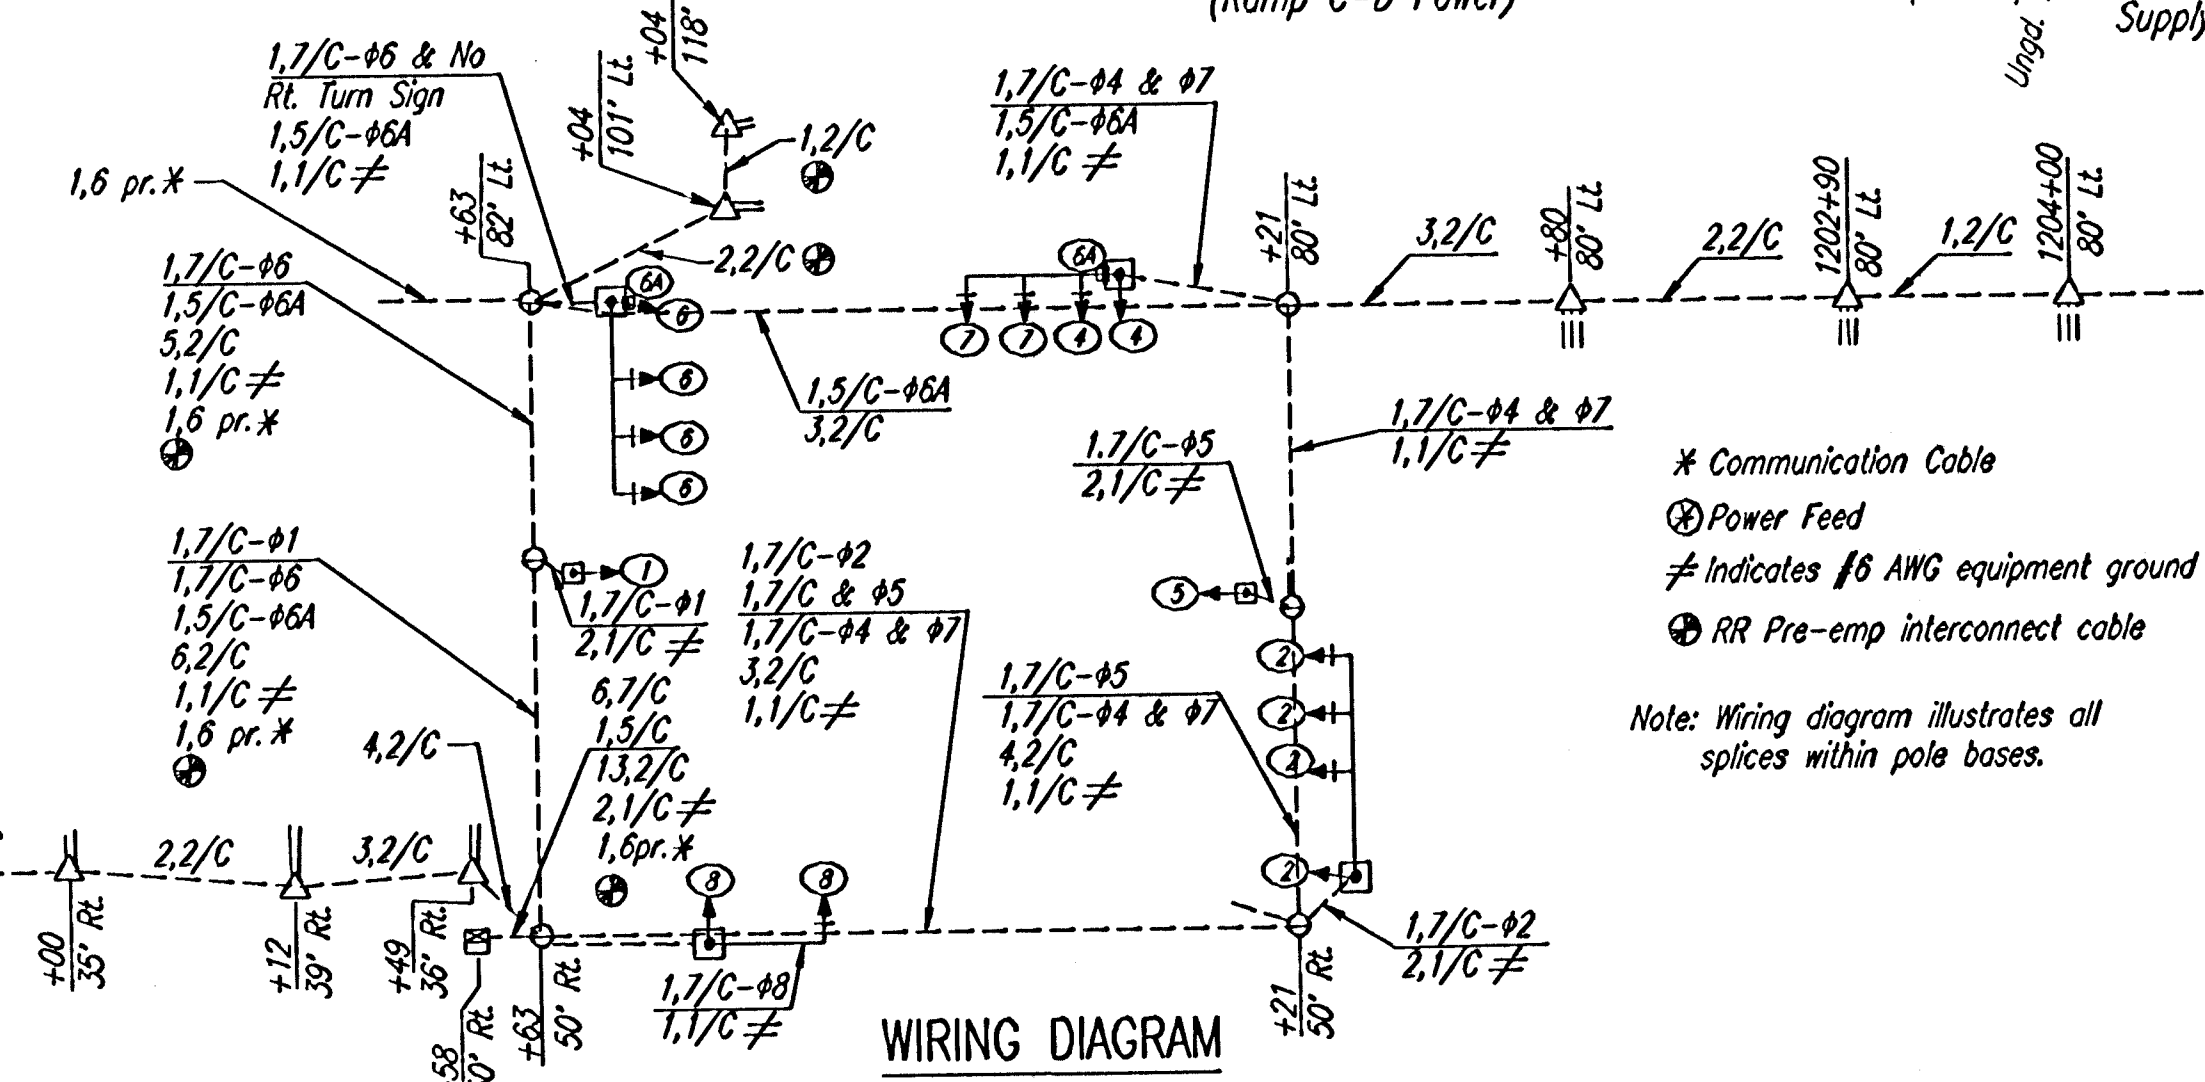 (Ramp C-D Power)
Supply
Ungd.
1,7/C-φ6 & No
Rt. Turn Sign
1,5/C-φ6A
1,1/C ≠
+04
118'
+04
101' Lt.
1,2/C
1,7/C-φ4 & φ7
1,5/C-φ6A
1,1/C ≠
1,6 pr.*
+63
82' Lt.
2,2/C
+21
80' Lt.
3,2/C
+80
80' Lt.
2,2/C
1202+90
80' Lt.
1,2/C
1204+00
80' Lt.
1,7/C-φ6
1,5/C-φ6A
5,2/C
1,1/C ≠
1,6 pr.*
6A
6
6
6
6
6A
7
7
4
4
1,5/C-φ6A
3,2/C
1,7/C-φ4 & φ7
1,1/C ≠
1.7/C-φ5
2,1/C ≠
* Communication Cable
Power Feed
≠ Indicates #6 AWG equipment ground
RR Pre-emp interconnect cable
Note: Wiring diagram illustrates all
splices within pole bases.
1,7/C-φ1
1,7/C-φ6
1,5/C-φ6A
6,2/C
1,1/C ≠
1,6 pr.*
1
1,7/C-φ1
2,1/C ≠
1,7/C-φ2
1,7/C & φ5
1,7/C-φ4 & φ7
3,2/C
1,1/C ≠
5
2
2
2
2
1,7/C-φ5
1,7/C-φ4 & φ7
4,2/C
1,1/C ≠
6,7/C
1,5/C
13,2/C
2,1/C ≠
1,6pr.*
4,2/C
2,2/C
3,2/C
8
8
+00
35' Rt.
+12
39' Rt.
+49
36' Rt.
58
0' Rt.
+63
50' Rt.
1,7/C-φ8
1,1/C ≠
+21
50' Rt.
1,7/C-φ2
2,1/C ≠
WIRING DIAGRAM